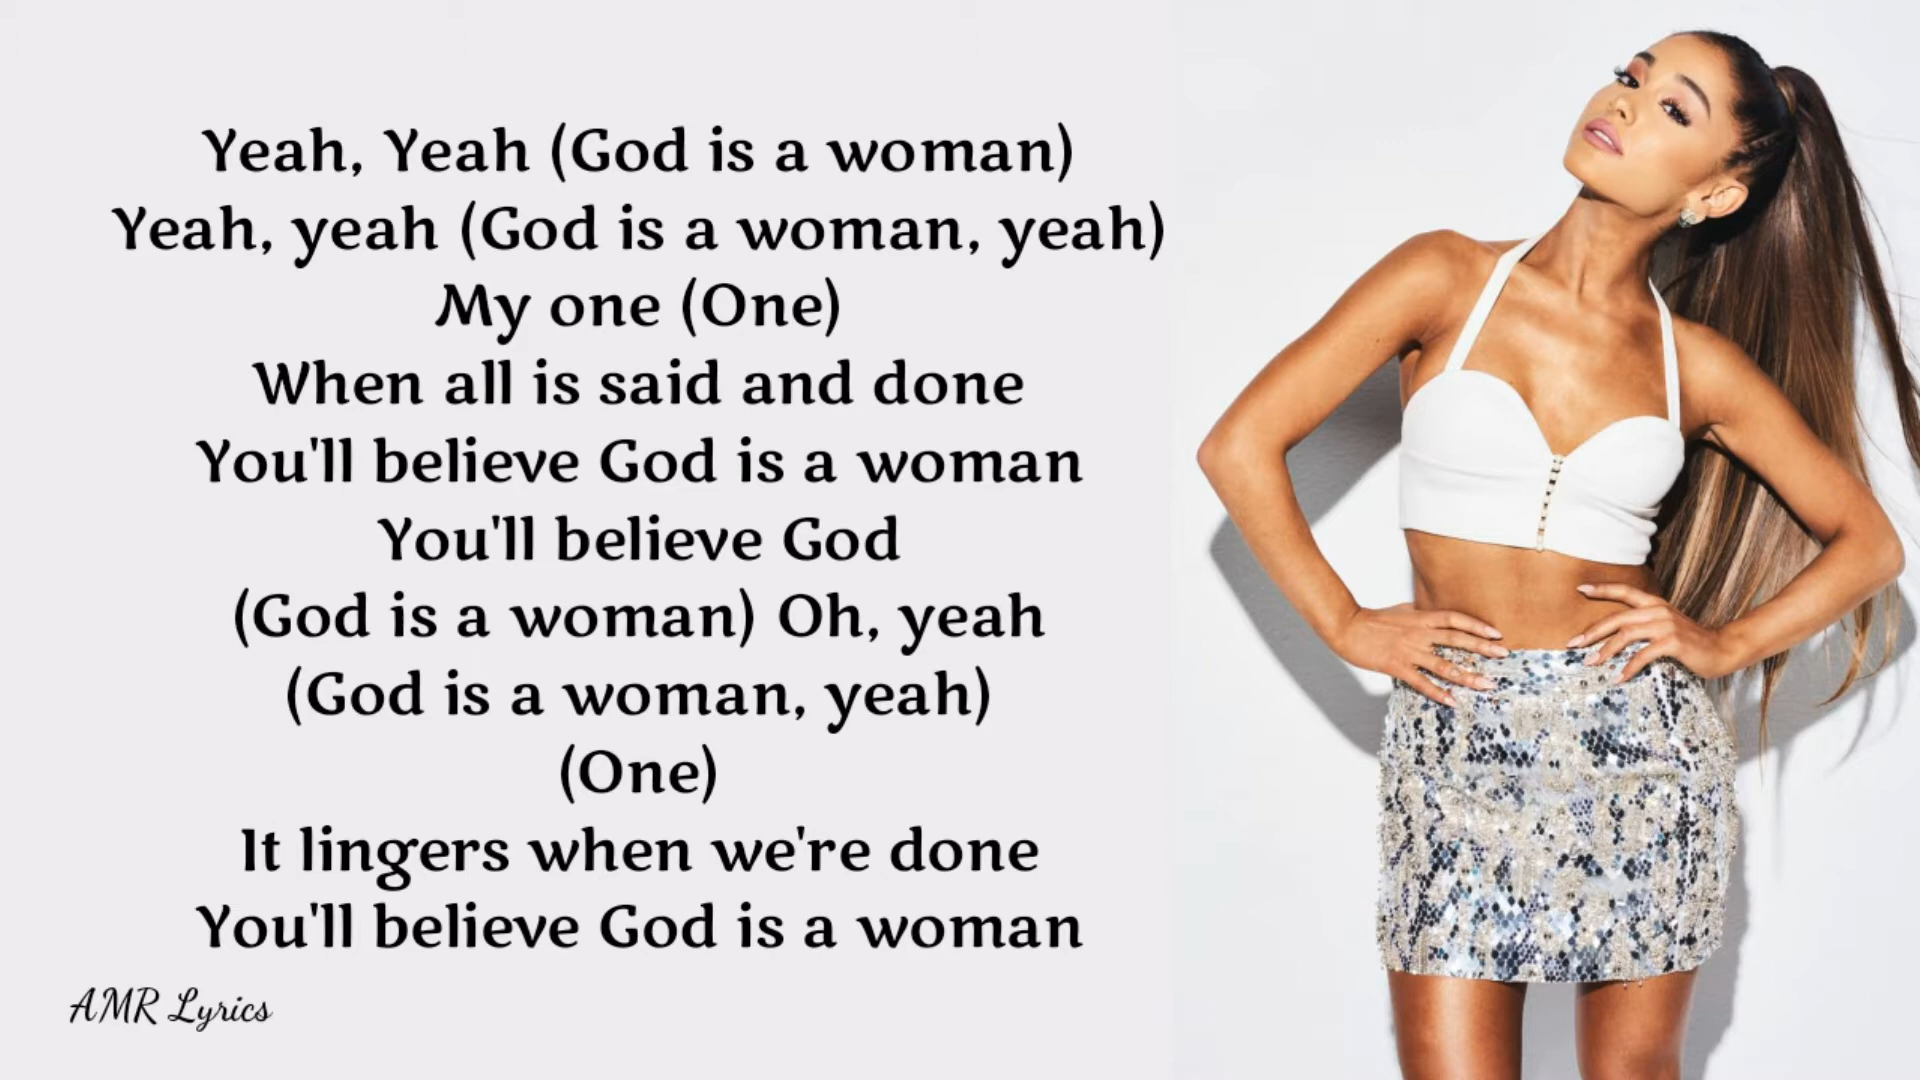 Yeah, Yeah (God is a woman)
Yeah, yeah (God is a woman, yeah)
My one (One)
When all is said and done
You'll believe God is a woman
You'll believe God
(God is a woman) Oh, yeah
(God is a woman, yeah)
(One)
It lingers when we're done
You'll believe God is a woman
AMR Lyrics